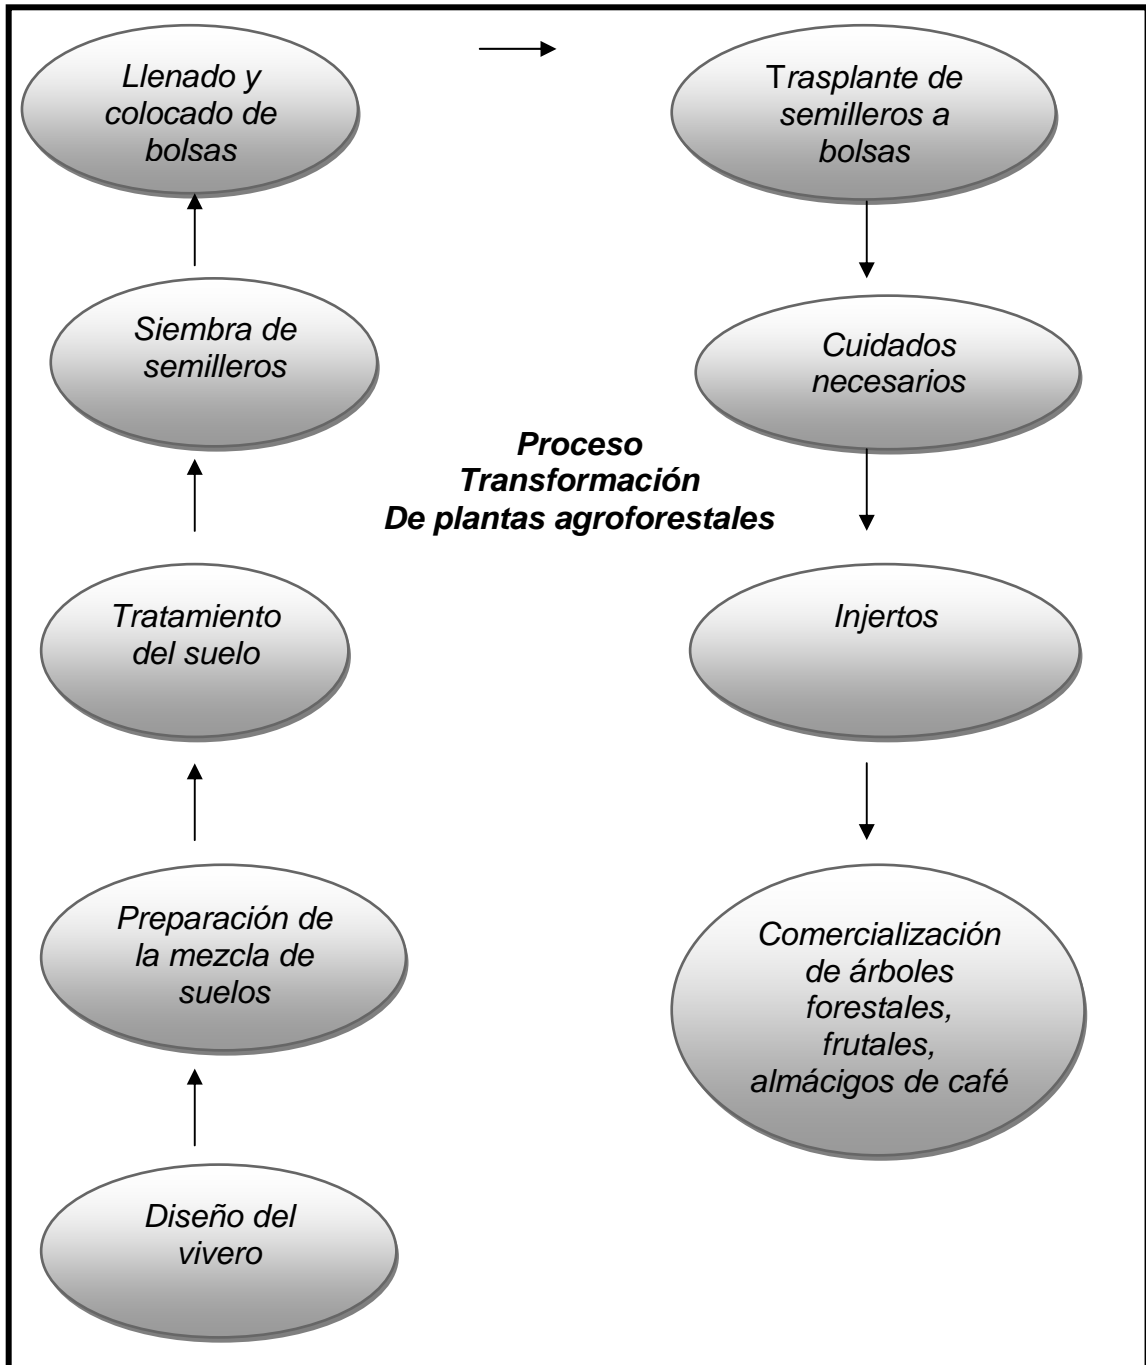 Llenado y
colocado de
bolsas
Trasplante de
semilleros a
bolsas
Siembra de
semilleros
Cuidados
necesarios
Proceso
Transformación
De plantas agroforestales
Tratamiento
del suelo
Injertos
Preparación de
la mezcla de
suelos
Comercialización
de árboles
forestales,
frutales,
almácigos de café
Diseño del
vivero